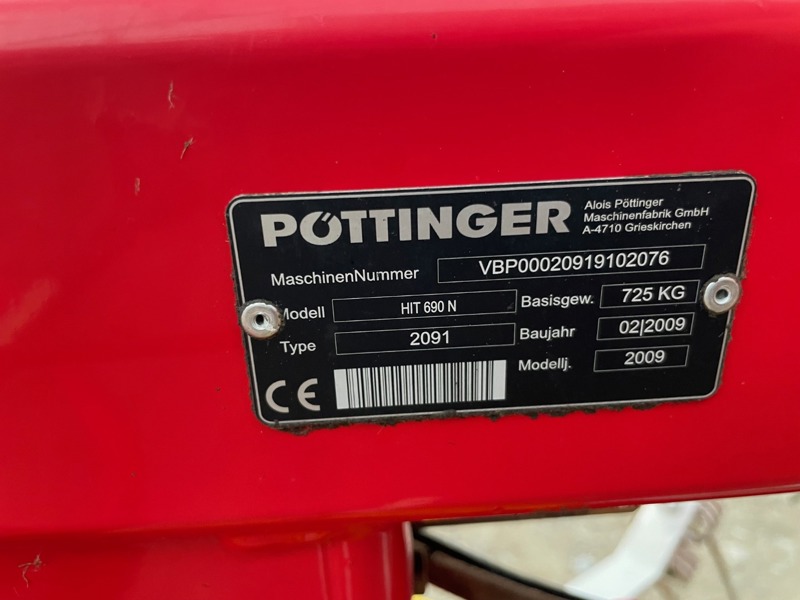 PÖTTINGER
Alois Pöttinger
Maschinenfabrik GmbH
A-4710 Grieskirchen
MaschinenNummer VBP00020919102076
Modell HIT 690 N Basisgew. 725 KG
Type 2091 Baujahr 02|2009
Modellj. 2009
CE